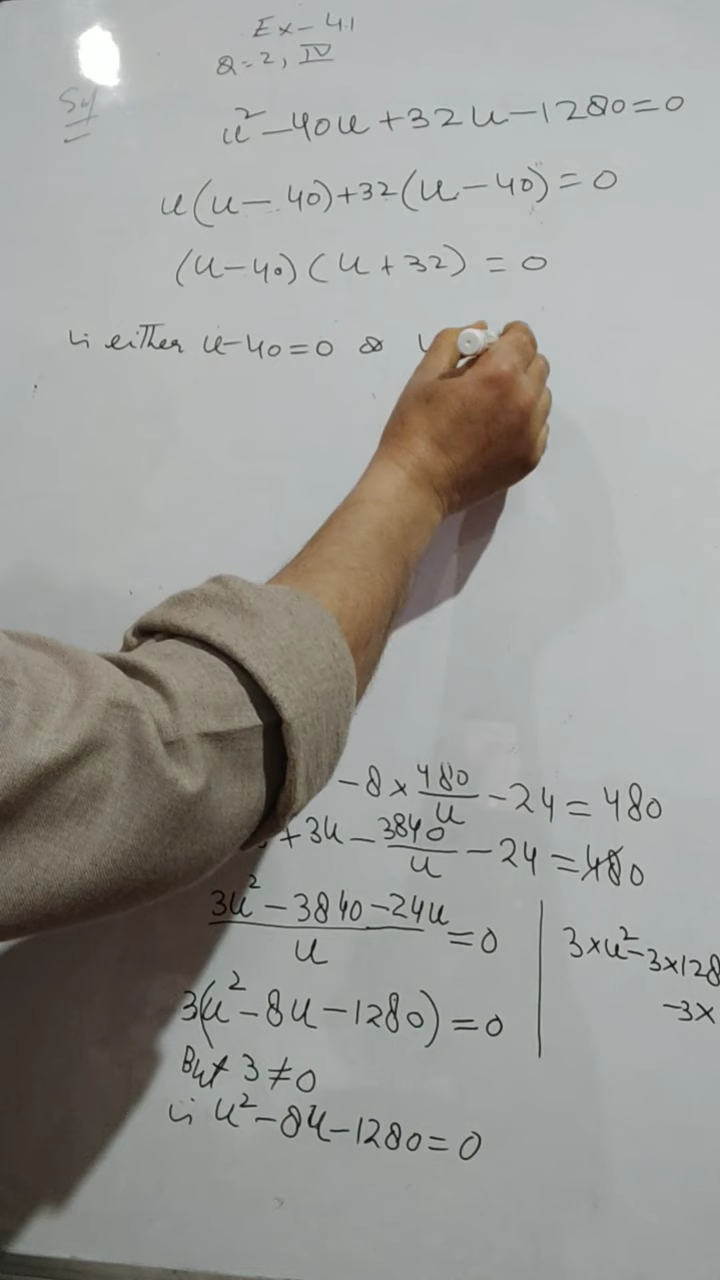 Ex-4.1
Q-2, IV
Sol
u²-40u+32u-1280=0
u(u-40)+32(u-40)=0
(u-40)(u+32)=0
∴ either u-40=0 or
-8×480/u-24=480
+3u-3840/u-24=480
(3u²-3840-24u)/u=0
3(u²-8u-1280)=0
But 3≠0
∴ u²-8u-1280=0
3×u²-3×128
-3×